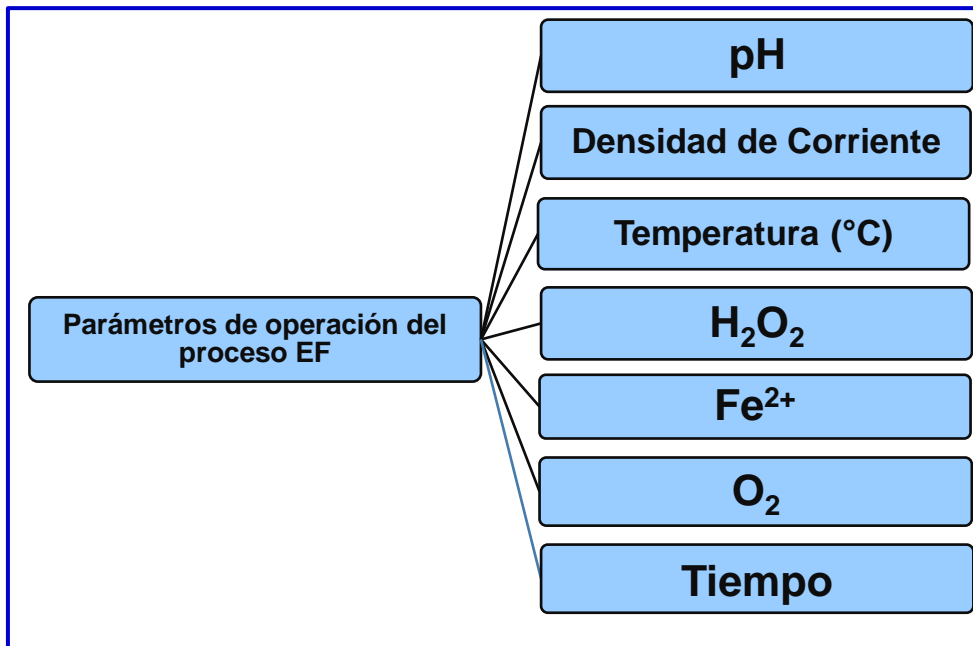 pH
Densidad de Corriente
Temperatura (°C)
Parámetros de operación del
proceso EF
H₂O₂
Fe²⁺
O₂
Tiempo